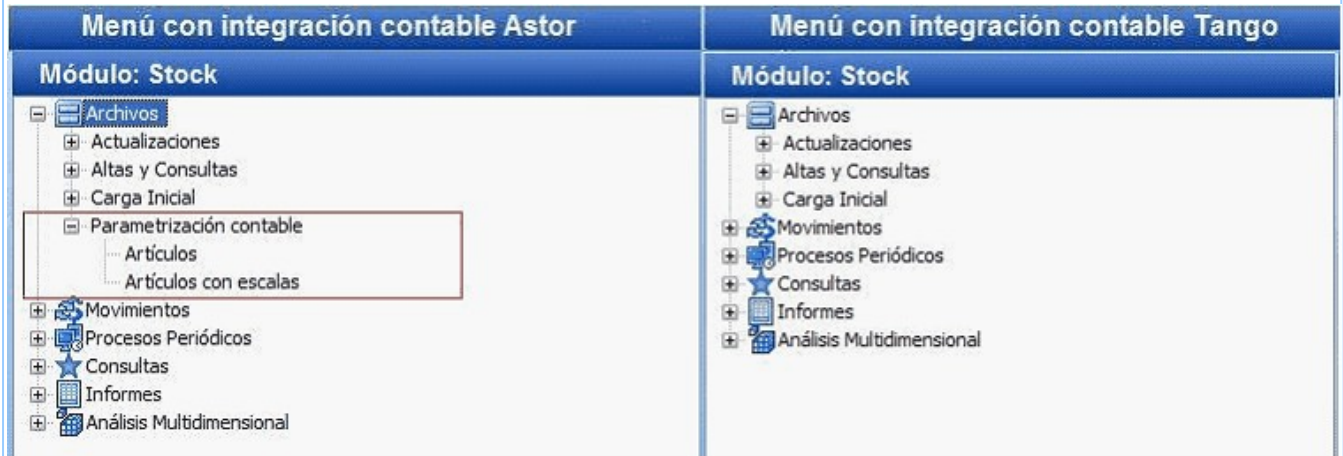 Menú con integración contable Astor
Módulo: Stock
Archivos
Actualizaciones
Altas y Consultas
Carga Inicial
Parametrización contable
Artículos
Artículos con escalas
Movimientos
Procesos Periódicos
Consultas
Informes
Análisis Multidimensional
Menú con integración contable Tango
Módulo: Stock
Archivos
Actualizaciones
Altas y Consultas
Carga Inicial
Movimientos
Procesos Periódicos
Consultas
Informes
Análisis Multidimensional